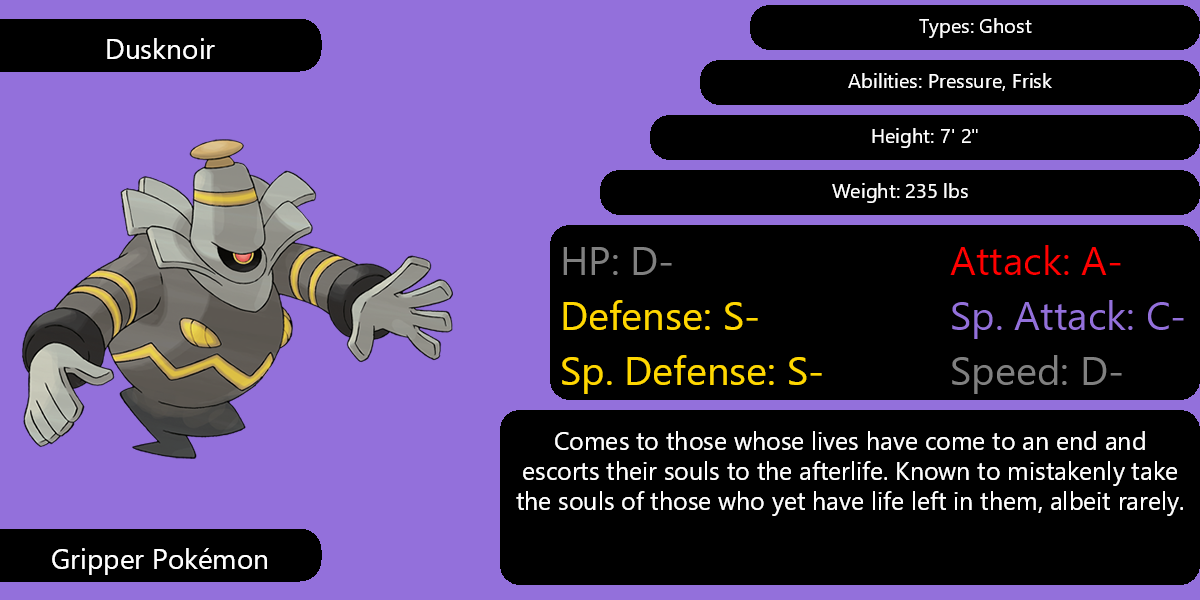 Dusknoir
Types: Ghost
Abilities: Pressure, Frisk
Height: 7' 2"
Weight: 235 lbs
HP: D-
Attack: A-
Defense: S-
Sp. Attack: C-
Sp. Defense: S-
Speed: D-
Comes to those whose lives have come to an end and
escorts their souls to the afterlife. Known to mistakenly take
the souls of those who yet have life left in them, albeit rarely.
Gripper Pokémon